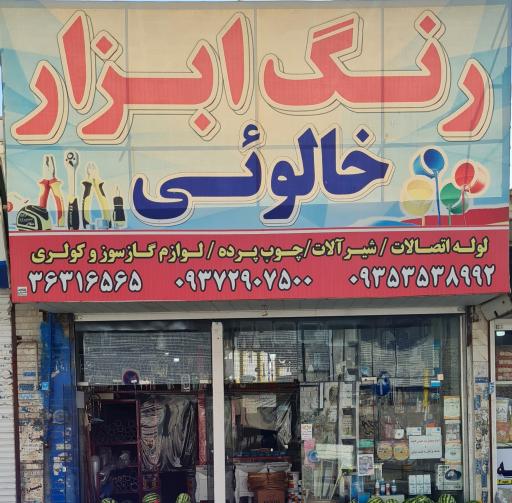 رنگ ابزار
خالوئی
لوله اتصالات / شیرآلات / چوب پرده / لوازم گازسوز و کولری
۰۹۳۵۳۵۳۸۹۹۲ ۰۹۳۷۲۹۰۷۵۰۰ ۳۶۳۱۶۵۶۵